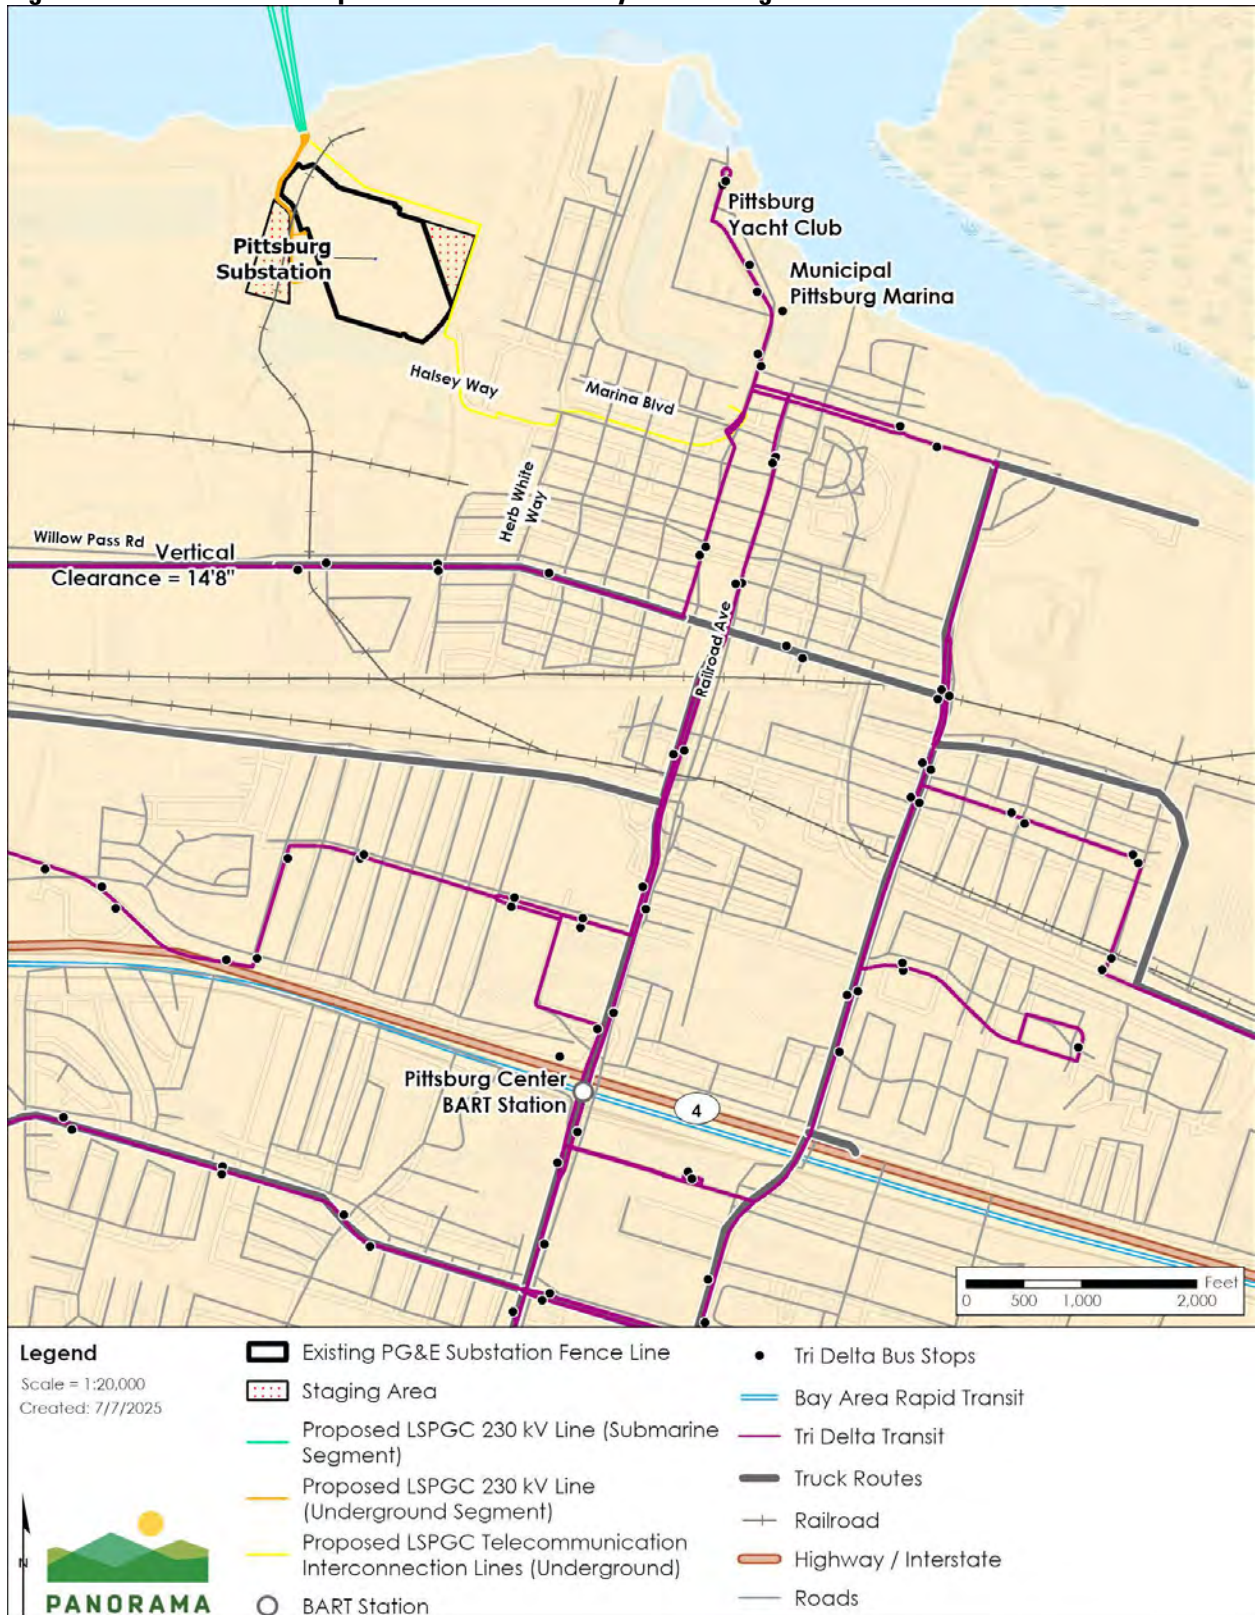 Pittsburg
Yacht Club
Pittsburg
Substation
Municipal
Pittsburg Marina
Halsey Way
Marina Blvd
Herb White
Way
Willow Pass Rd
Vertical
Clearance = 14'8"
Railroad Ave
Pittsburg Center
BART Station
4
Feet
0 500 1,000 2,000
Legend
Scale = 1:20,000
Created: 7/7/2025
N
PANORAMA
Existing PG&E Substation Fence Line
Staging Area
Proposed LSPGC 230 kV Line (Submarine
Segment)
Proposed LSPGC 230 kV Line
(Underground Segment)
Proposed LSPGC Telecommunication
Interconnection Lines (Underground)
BART Station
Tri Delta Bus Stops
Bay Area Rapid Transit
Tri Delta Transit
Truck Routes
Railroad
Highway / Interstate
Roads